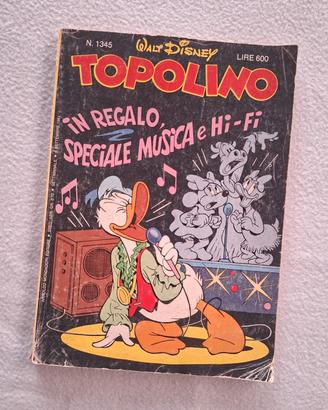 N. 1345
WALT DISNEY
LIRE 600
TOPOLINO
IN REGALO,
SPECIALE MUSICA e Hi-Fi